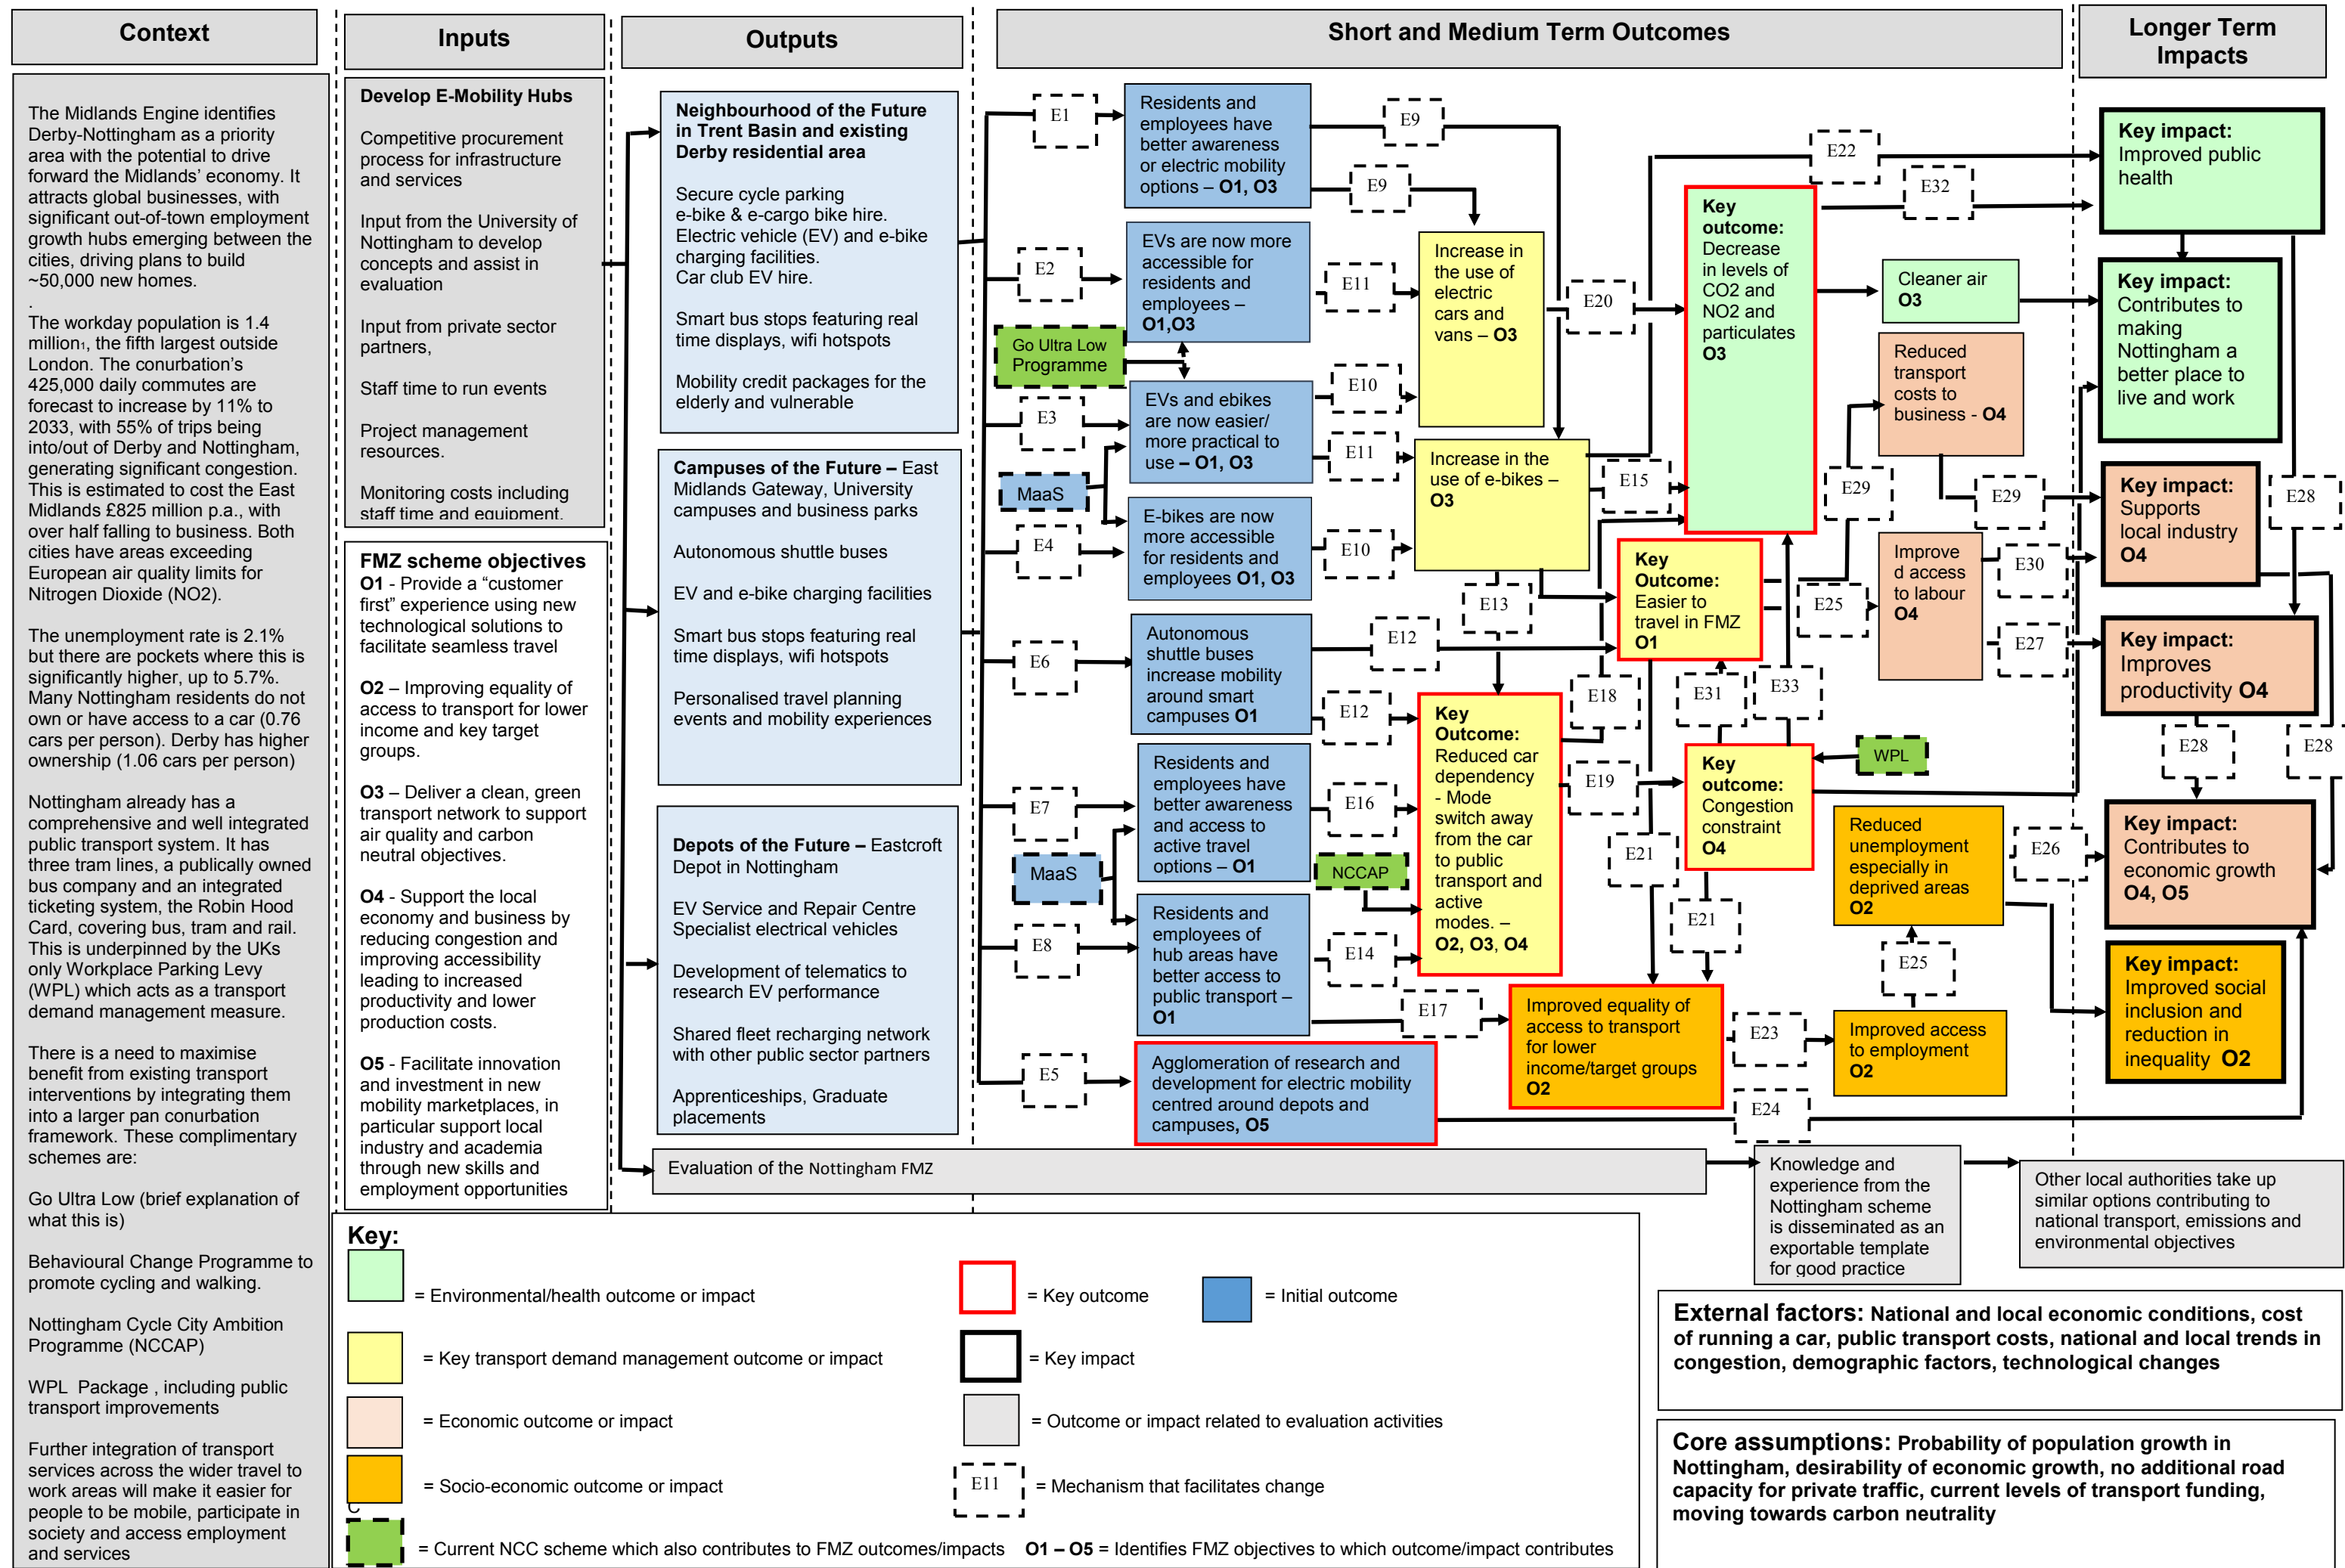 Context
The Midlands Engine identifies
Derby-Nottingham as a priority
area with the potential to drive
forward the Midlands' economy. It
attracts global businesses, with
significant out-of-town employment
growth hubs emerging between the
cities, driving plans to build
~50,000 new homes.
.
The workday population is 1.4
million1, the fifth largest outside
London. The conurbation's
425,000 daily commutes are
forecast to increase by 11% to
2033, with 55% of trips being
into/out of Derby and Nottingham,
generating significant congestion.
This is estimated to cost the East
Midlands £825 million p.a., with
over half falling to business. Both
cities have areas exceeding
European air quality limits for
Nitrogen Dioxide (NO2).
The unemployment rate is 2.1%
but there are pockets where this is
significantly higher, up to 5.7%.
Many Nottingham residents do not
own or have access to a car (0.76
cars per person). Derby has higher
ownership (1.06 cars per person)
Nottingham already has a
comprehensive and well integrated
public transport system. It has
three tram lines, a publically owned
bus company and an integrated
ticketing system, the Robin Hood
Card, covering bus, tram and rail.
This is underpinned by the UKs
only Workplace Parking Levy
(WPL) which acts as a transport
demand management measure.
There is a need to maximise
benefit from existing transport
interventions by integrating them
into a larger pan conurbation
framework. These complimentary
schemes are:
Go Ultra Low (brief explanation of
what this is)
Behavioural Change Programme to
promote cycling and walking.
Nottingham Cycle City Ambition
Programme (NCCAP)
WPL Package , including public
transport improvements
Further integration of transport
services across the wider travel to
work areas will make it easier for
people to be mobile, participate in
society and access employment
and services
Inputs
Develop E-Mobility Hubs
Competitive procurement
process for infrastructure
and services
Input from the University of
Nottingham to develop
concepts and assist in
evaluation
Input from private sector
partners,
Staff time to run events
Project management
resources.
Monitoring costs including
staff time and equipment.
FMZ scheme objectives
O1 - Provide a “customer
first” experience using new
technological solutions to
facilitate seamless travel
O2 – Improving equality of
access to transport for lower
income and key target
groups.
O3 – Deliver a clean, green
transport network to support
air quality and carbon
neutral objectives.
O4 - Support the local
economy and business by
reducing congestion and
improving accessibility
leading to increased
productivity and lower
production costs.
O5 - Facilitate innovation
and investment in new
mobility marketplaces, in
particular support local
industry and academia
through new skills and
employment opportunities
Outputs
Neighbourhood of the Future
in Trent Basin and existing
Derby residential area
Secure cycle parking
e-bike & e-cargo bike hire.
Electric vehicle (EV) and e-bike
charging facilities.
Car club EV hire.
Smart bus stops featuring real
time displays, wifi hotspots
Mobility credit packages for the
elderly and vulnerable
Campuses of the Future – East
Midlands Gateway, University
campuses and business parks
Autonomous shuttle buses
EV and e-bike charging facilities
Smart bus stops featuring real
time displays, wifi hotspots
Personalised travel planning
events and mobility experiences
Depots of the Future – Eastcroft
Depot in Nottingham
EV Service and Repair Centre
Specialist electrical vehicles
Development of telematics to
research EV performance
Shared fleet recharging network
with other public sector partners
Apprenticeships, Graduate
placements
Evaluation of the Nottingham FMZ
Short and Medium Term Outcomes
E1
E2
Go Ultra Low
Programme
E3
MaaS
E4
E6
E7
MaaS
E8
E5
Residents and
employees have
better awareness
or electric mobility
options – O1, O3
EVs are now more
accessible for
residents and
employees –
O1,O3
EVs and ebikes
are now easier/
more practical to
use – O1, O3
E-bikes are now
more accessible
for residents and
employees O1, O3
Autonomous
shuttle buses
increase mobility
around smart
campuses O1
Residents and
employees have
better awareness
and access to
active travel
options – O1
Residents and
employees of
hub areas have
better access to
public transport –
O1
Agglomeration of research and
development for electric mobility
centred around depots and
campuses, O5
E9
E9
E11
E10
E11
E10
E12
E12
E16
NCCAP
E14
E17
Increase in
the use of
electric
cars and
vans – O3
Increase in the
use of e-bikes –
O3
E13
Key
Outcome:
Reduced car
dependency
- Mode
switch away
from the car
to public
transport and
active
modes. –
O2, O3, O4
E20
E15
E18
E19
E21
E21
E31
E33
Key
Outcome:
Easier to
travel in FMZ
O1
Key
outcome:
Decrease
in levels of
CO2 and
NO2 and
particulates
O3
Key
outcome:
Congestion
constraint
O4
WPL
Improved equality of
access to transport
for lower
income/target groups
O2
E22
E32
Cleaner air
O3
Reduced
transport
costs to
business - O4
E29
E29
E25
Improve
d access
to labour
O4
E30
E27
Reduced
unemployment
especially in
deprived areas
O2
E26
E25
E23
Improved access
to employment
O2
E24
Knowledge and
experience from the
Nottingham scheme
is disseminated as an
exportable template
for good practice
Longer Term
Impacts
Key impact:
Improved public
health
Key impact:
Contributes to
making
Nottingham a
better place to
live and work
Key impact:
Supports
local industry
O4
E28
Key impact:
Improves
productivity O4
E28
E28
Key impact:
Contributes to
economic growth
O4, O5
Key impact:
Improved social
inclusion and
reduction in
inequality O2
Other local authorities take up
similar options contributing to
national transport, emissions and
environmental objectives
Key:
= Environmental/health outcome or impact
= Key transport demand management outcome or impact
= Economic outcome or impact
= Socio-economic outcome or impact
C
= Current NCC scheme which also contributes to FMZ outcomes/impacts
= Key outcome
= Initial outcome
= Key impact
= Outcome or impact related to evaluation activities
E11
= Mechanism that facilitates change
O1 – O5 = Identifies FMZ objectives to which outcome/impact contributes
External factors: National and local economic conditions, cost
of running a car, public transport costs, national and local trends in
congestion, demographic factors, technological changes
Core assumptions: Probability of population growth in
Nottingham, desirability of economic growth, no additional road
capacity for private traffic, current levels of transport funding,
moving towards carbon neutrality